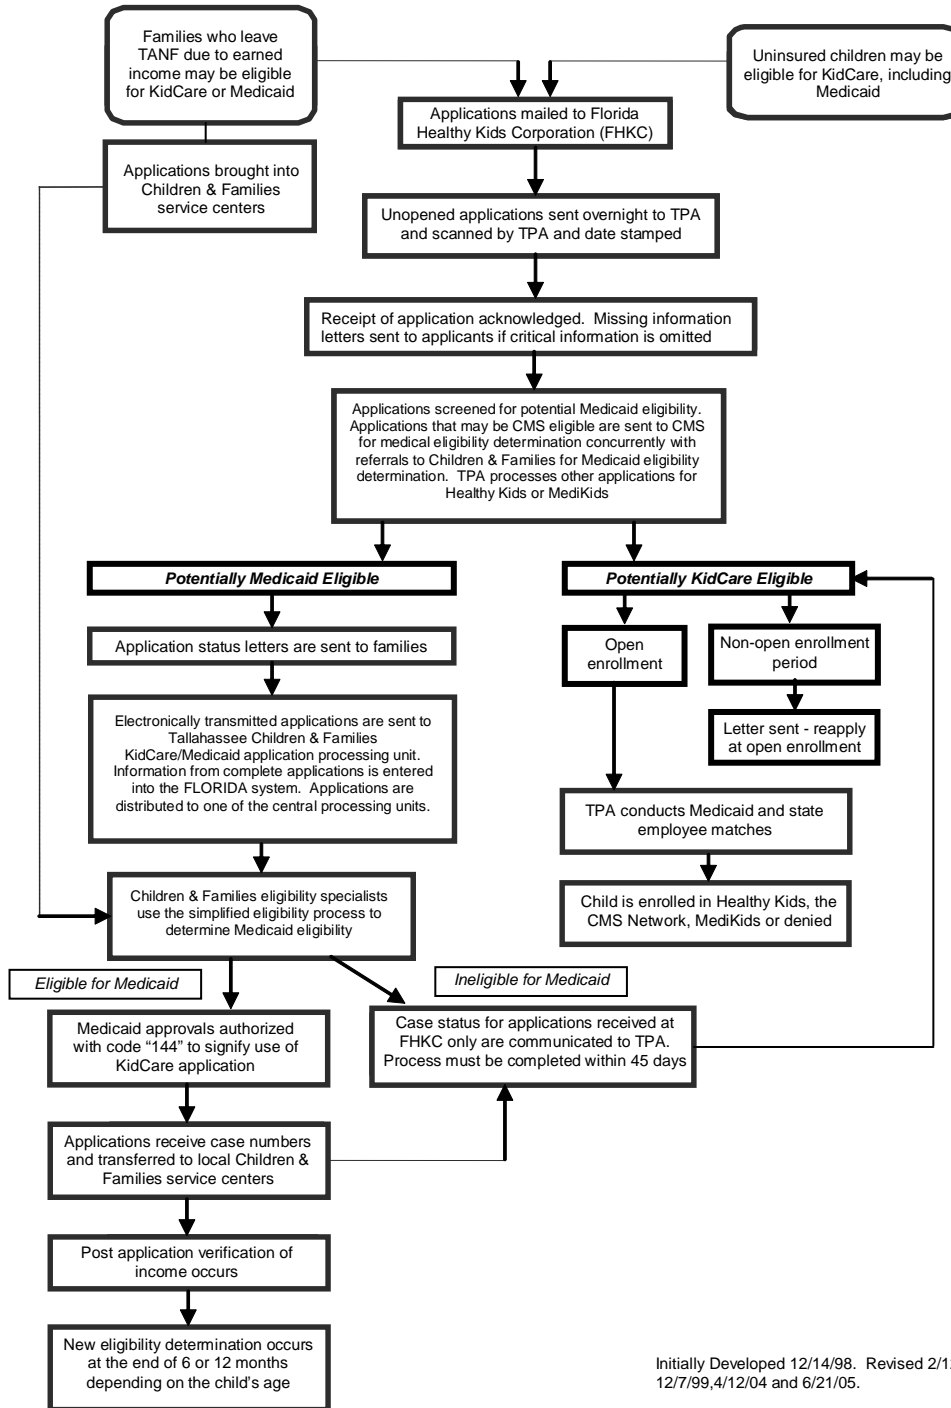 Families who leave
TANF due to earned
income may be eligible
for KidCare or Medicaid
Uninsured children may be
eligible for KidCare, including
Medicaid
Applications mailed to Florida
Healthy Kids Corporation (FHKC)
Applications brought into
Children & Families
service centers
Unopened applications sent overnight to TPA
and scanned by TPA and date stamped
Receipt of application acknowledged. Missing information
letters sent to applicants if critical information is omitted
Applications screened for potential Medicaid eligibility.
Applications that may be CMS eligible are sent to CMS
for medical eligibility determination concurrently with
referrals to Children & Families for Medicaid eligibility
determination. TPA processes other applications for
Healthy Kids or MediKids
Potentially Medicaid Eligible
Potentially KidCare Eligible
Application status letters are sent to families
Open
enrollment
Non-open enrollment
period
Electronically transmitted applications are sent to
Tallahassee Children & Families
KidCare/Medicaid application processing unit.
Information from complete applications is entered
into the FLORIDA system. Applications are
distributed to one of the central processing units.
Letter sent - reapply
at open enrollment
TPA conducts Medicaid and state
employee matches
Children & Families eligibility specialists
use the simplified eligibility process to
determine Medicaid eligibility
Child is enrolled in Healthy Kids, the
CMS Network, MediKids or denied
Eligible for Medicaid
Ineligible for Medicaid
Medicaid approvals authorized
with code “144” to signify use of
KidCare application
Case status for applications received at
FHKC only are communicated to TPA.
Process must be completed within 45 days
Applications receive case numbers
and transferred to local Children &
Families service centers
Post application verification of
income occurs
New eligibility determination occurs
at the end of 6 or 12 months
depending on the child’s age
Initially Developed 12/14/98. Revised
12/7/99,4/12/04 and 6/21/05.